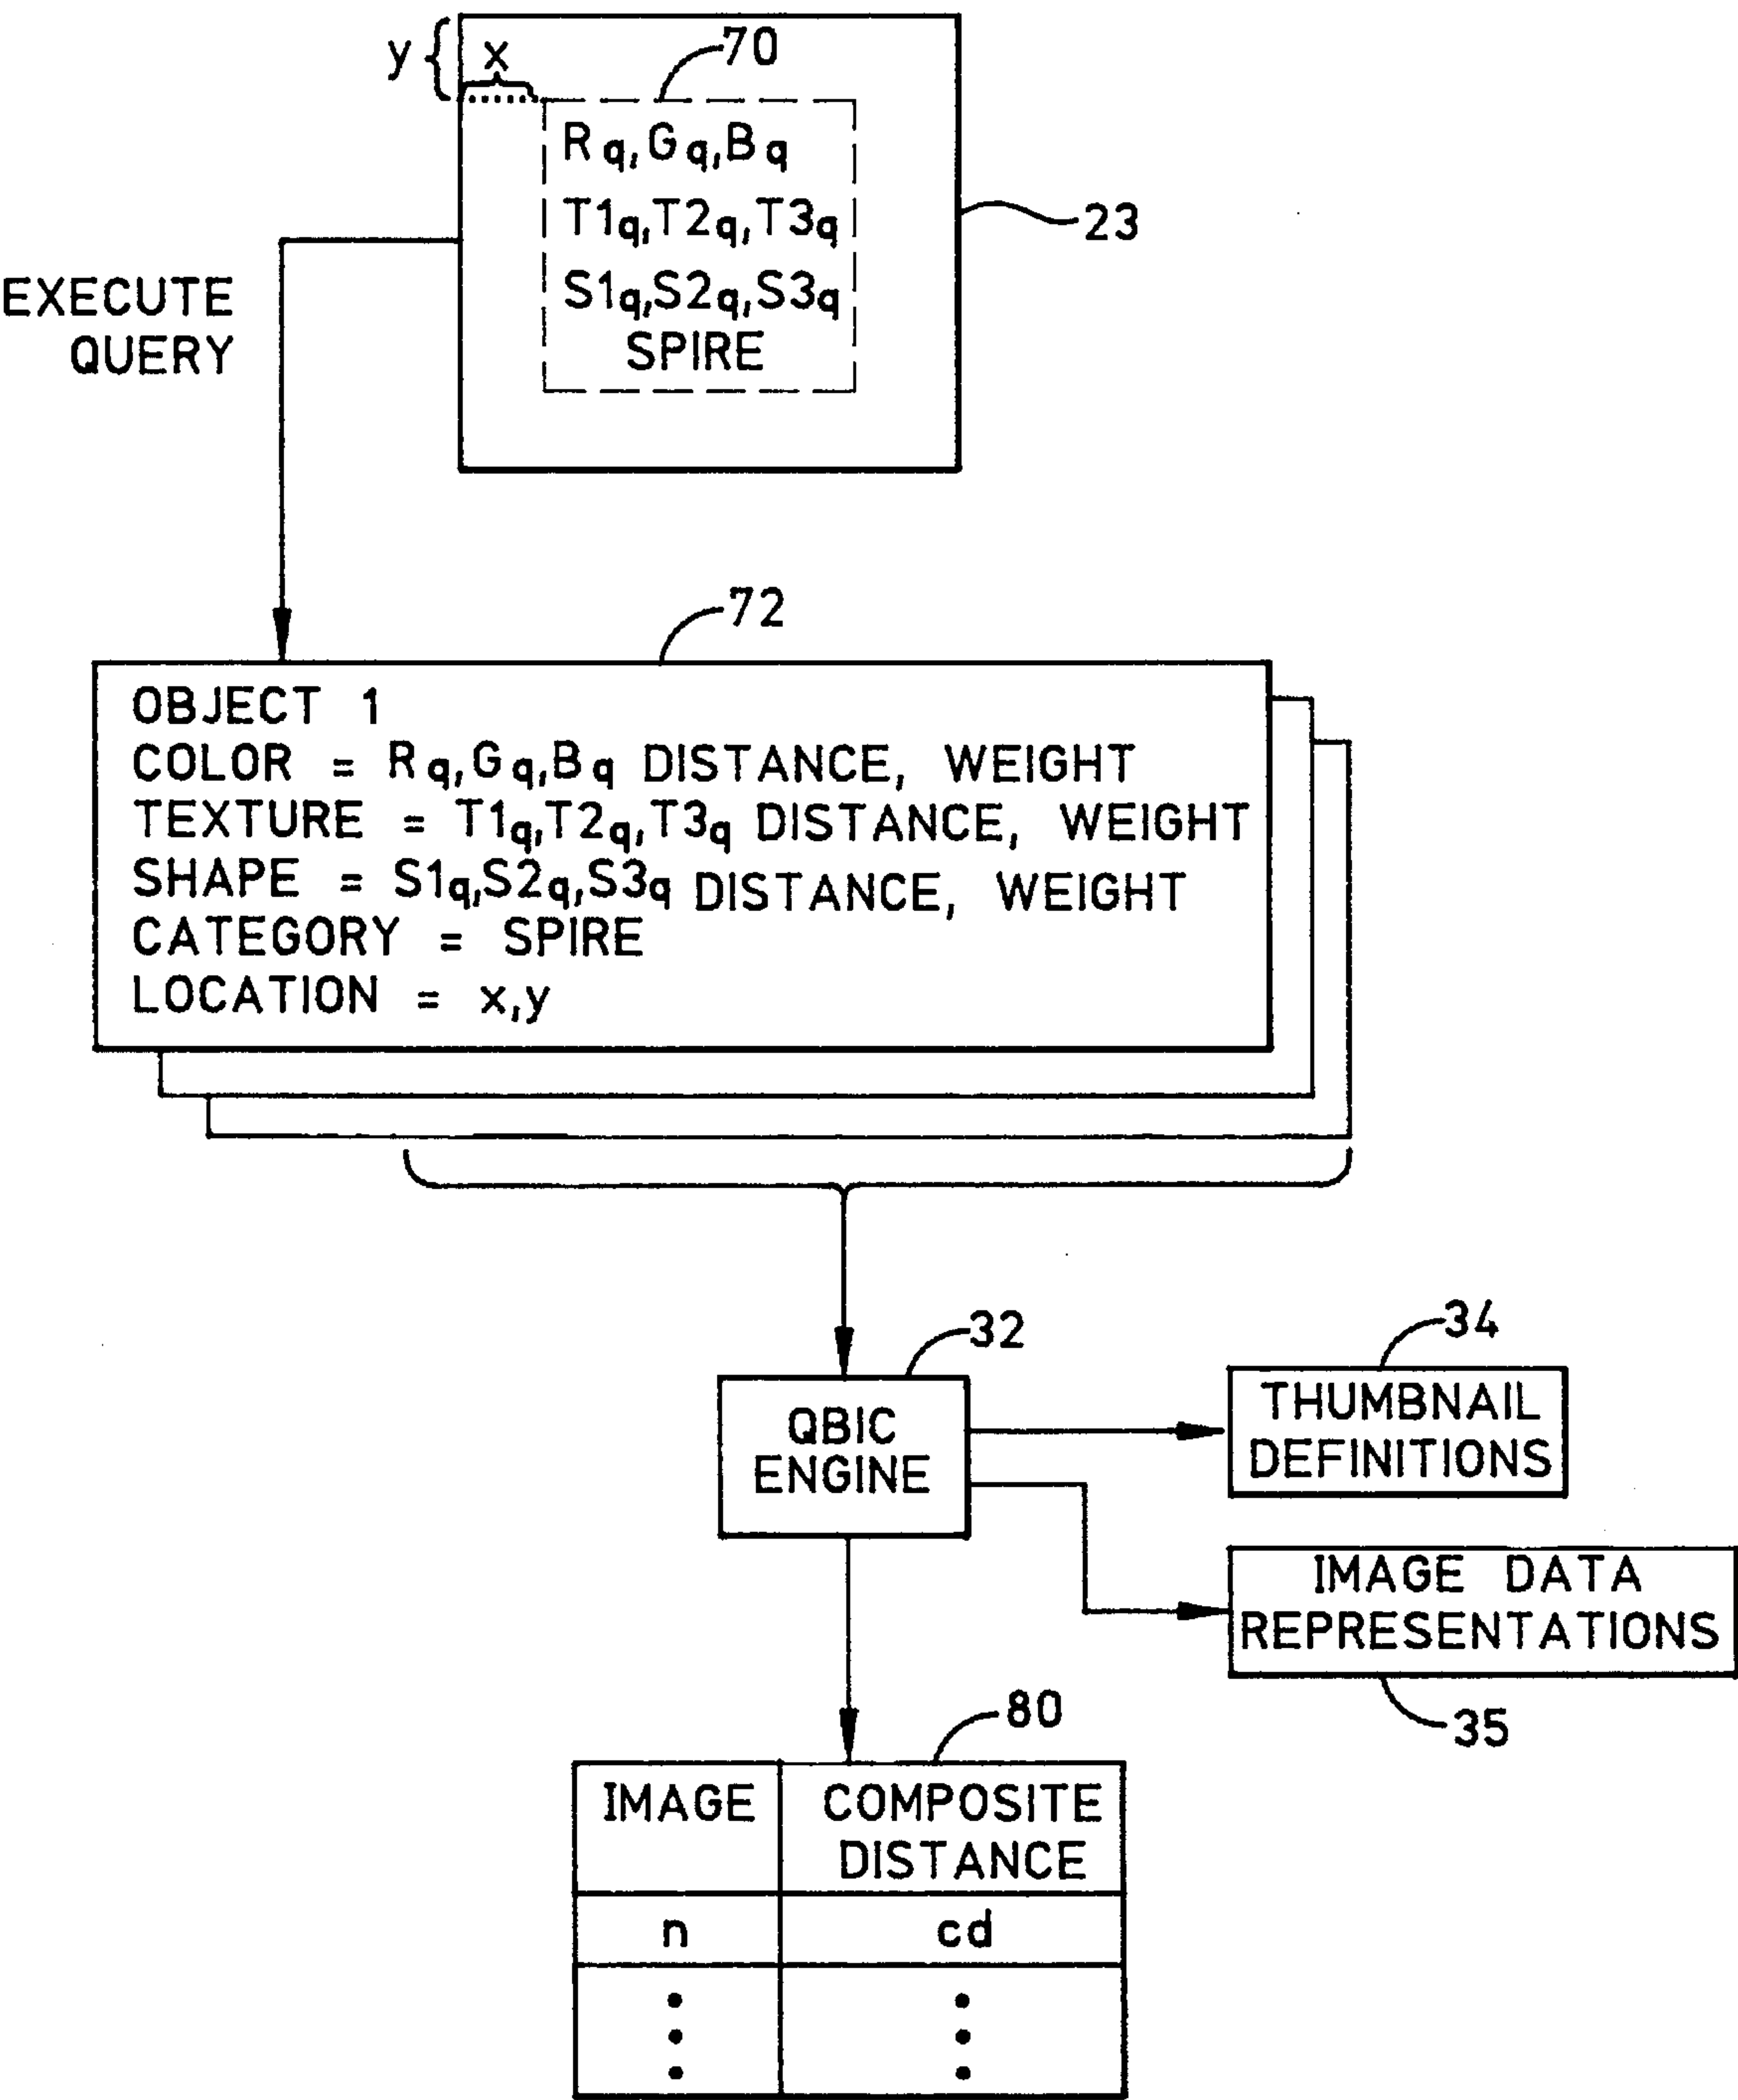 y { x
70
Rq, Gq, Bq
T1q, T2q, T3q
S1q, S2q, S3q
SPIRE
23
EXECUTE
QUERY
72
OBJECT 1
COLOR = Rq, Gq, Bq DISTANCE, WEIGHT
TEXTURE = T1q, T2q, T3q DISTANCE, WEIGHT
SHAPE = S1q, S2q, S3q DISTANCE, WEIGHT
CATEGORY = SPIRE
LOCATION = x,y
32
QBIC
ENGINE
34
THUMBNAIL
DEFINITIONS
IMAGE DATA
REPRESENTATIONS
35
80
IMAGE
COMPOSITE
DISTANCE
n
cd